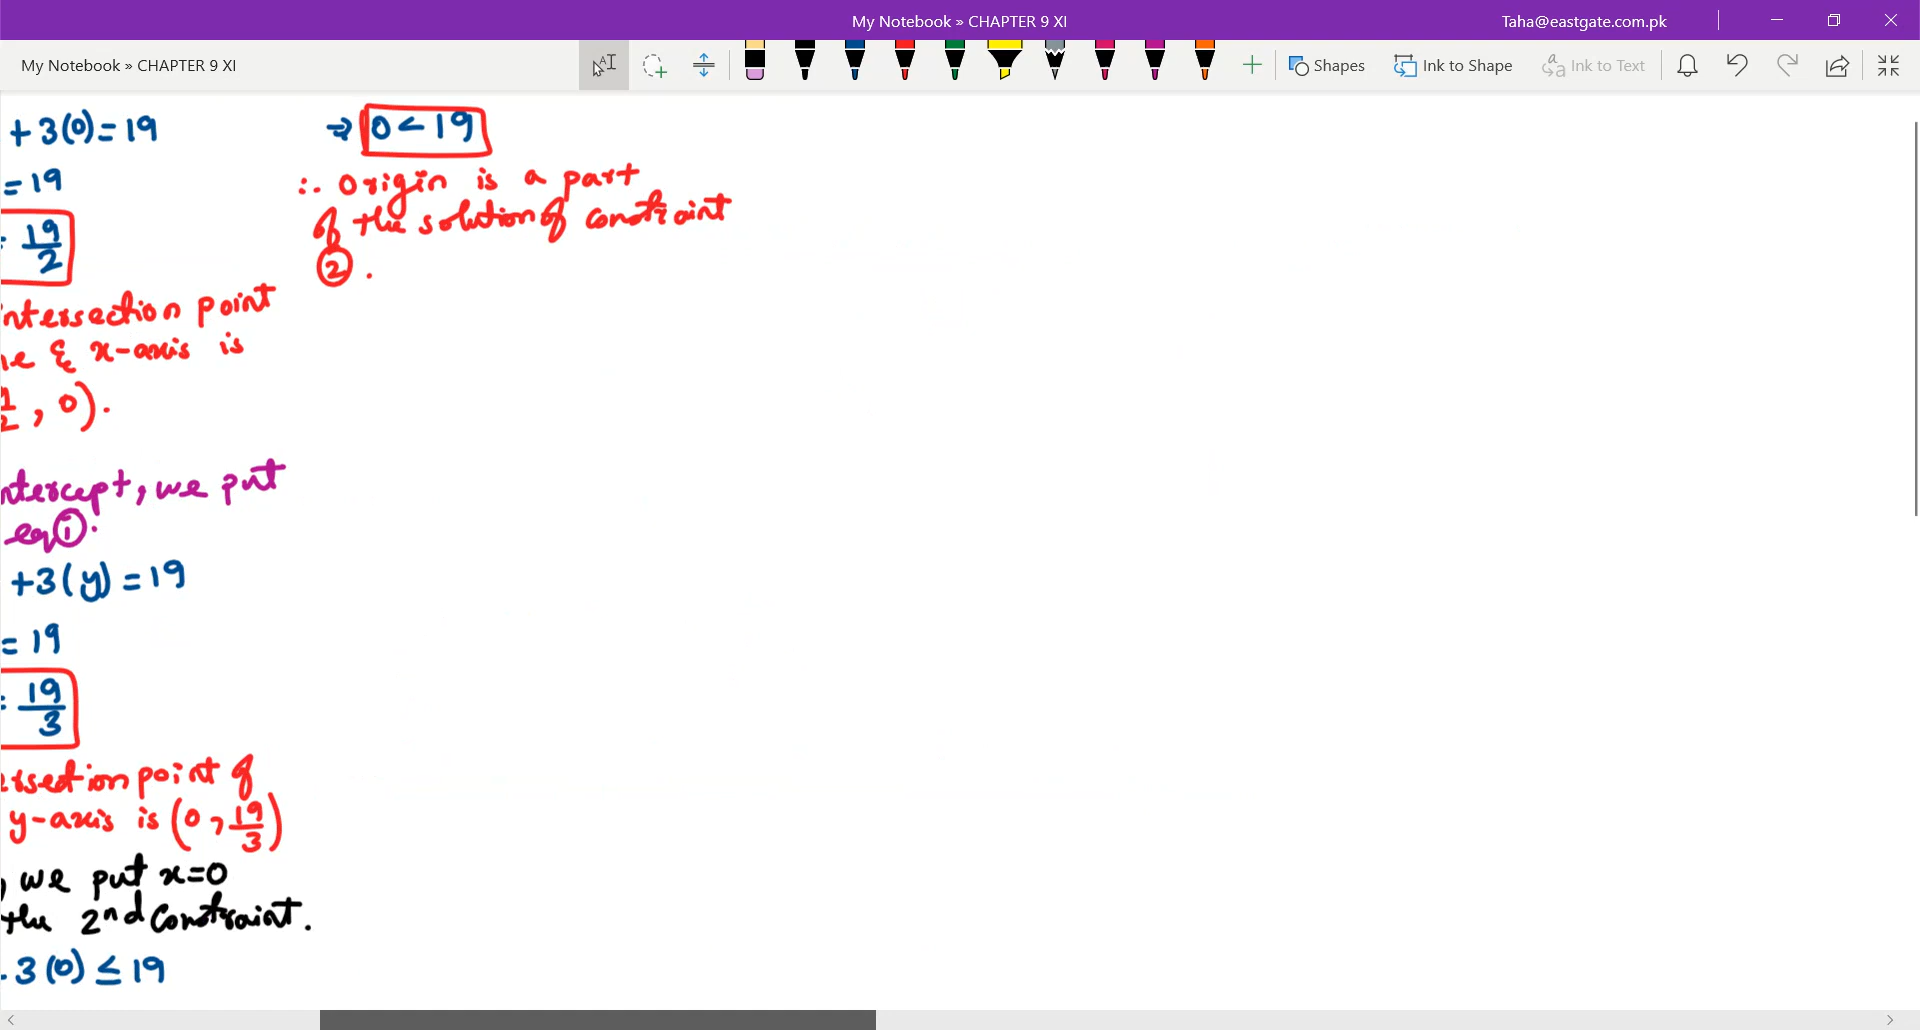 My Notebook » CHAPTER 9 XI
Taha@eastgate.com.pk
My Notebook » CHAPTER 9 XI
Shapes
Ink to Shape
Ink to Text
+ 3(0) = 19
= 19
= 19/2
ntersection point
ne & x-axis is
, 0).
ntercept, we put
eq ①.
+3(y) = 19
= 19
= 19/3
ersection point of
y-axis is (0, 19/3)
, we put x=0
the 2nd Constraint.
3(0) ≤ 19
⇒ 0 < 19
∴ Origin is a part
of the solution of constraint
② .